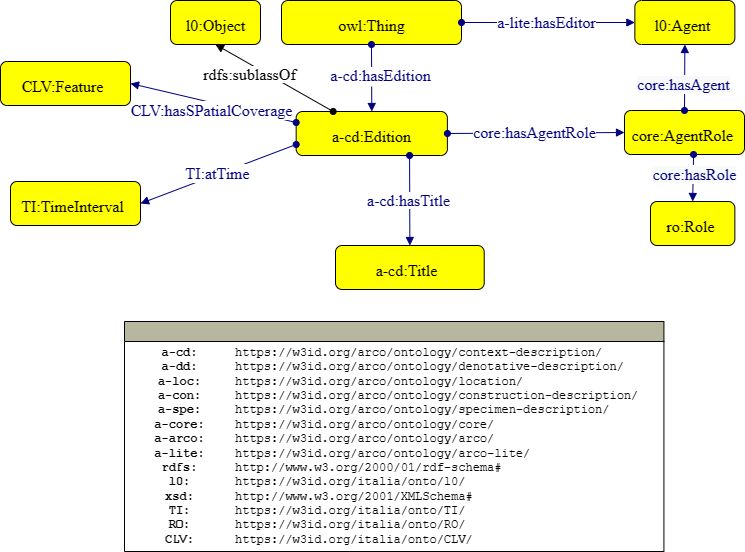 l0:Object
owl:Thing
a-lite:hasEditor
l0:Agent
rdfs:sublassOf
a-cd:hasEdition
CLV:Feature
core:hasAgent
CLV:hasSPatialCoverage
a-cd:Edition
core:hasAgentRole
core:AgentRole
TI:atTime
core:hasRole
a-cd:hasTitle
TI:TimeInterval
ro:Role
a-cd:Title
a-cd: https://w3id.org/arco/ontology/context-description/
a-dd: https://w3id.org/arco/ontology/denotative-description/
a-loc: https://w3id.org/arco/ontology/location/
a-con: https://w3id.org/arco/ontology/construction-description/
a-spe: https://w3id.org/arco/ontology/specimen-description/
a-core: https://w3id.org/arco/ontology/core/
a-arco: https://w3id.org/arco/ontology/arco/
a-lite: https://w3id.org/arco/ontology/arco-lite/
rdfs: http://www.w3.org/2000/01/rdf-schema#
l0: https://w3id.org/italia/onto/l0/
xsd: http://www.w3.org/2001/XMLSchema#
TI: https://w3id.org/italia/onto/TI/
RO: https://w3id.org/italia/onto/RO/
CLV: https://w3id.org/italia/onto/CLV/